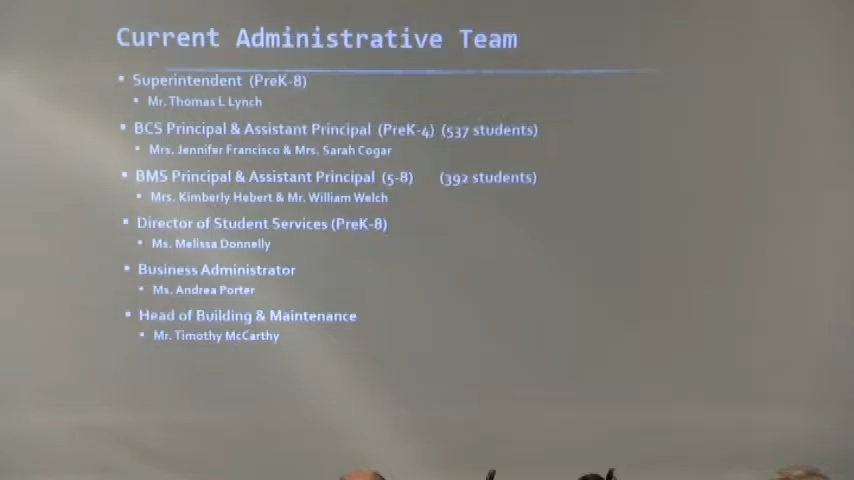 Current Administrative Team
▪ Superintendent (PreK-8)
▪ Mr. Thomas L Lynch
▪ BCS Principal & Assistant Principal (PreK-4) (537 students)
▪ Mrs. Jennifer Francisco & Mrs. Sarah Cogar
▪ BMS Principal & Assistant Principal (5-8) (392 students)
▪ Mrs. Kimberly Hebert & Mr. William Welch
▪ Director of Student Services (PreK-8)
▪ Ms. Melissa Donnelly
▪ Business Administrator
▪ Ms. Andrea Porter
▪ Head of Building & Maintenance
▪ Mr. Timothy McCarthy